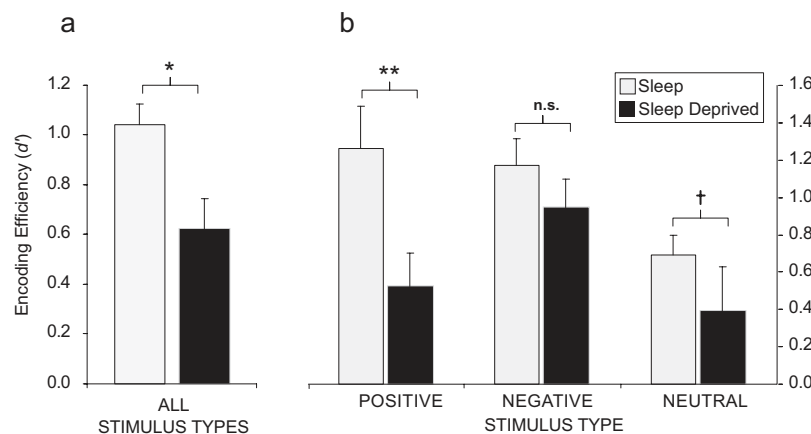 a
b
*
**
n.s.
†
Sleep
Sleep Deprived
Encoding Efficiency (d')
1.2
1.0
0.8
0.6
0.4
0.2
0.0
1.6
1.4
1.2
1.0
0.8
0.6
0.4
0.2
0.0
ALL
STIMULUS TYPES
POSITIVE
NEGATIVE
NEUTRAL
STIMULUS TYPE